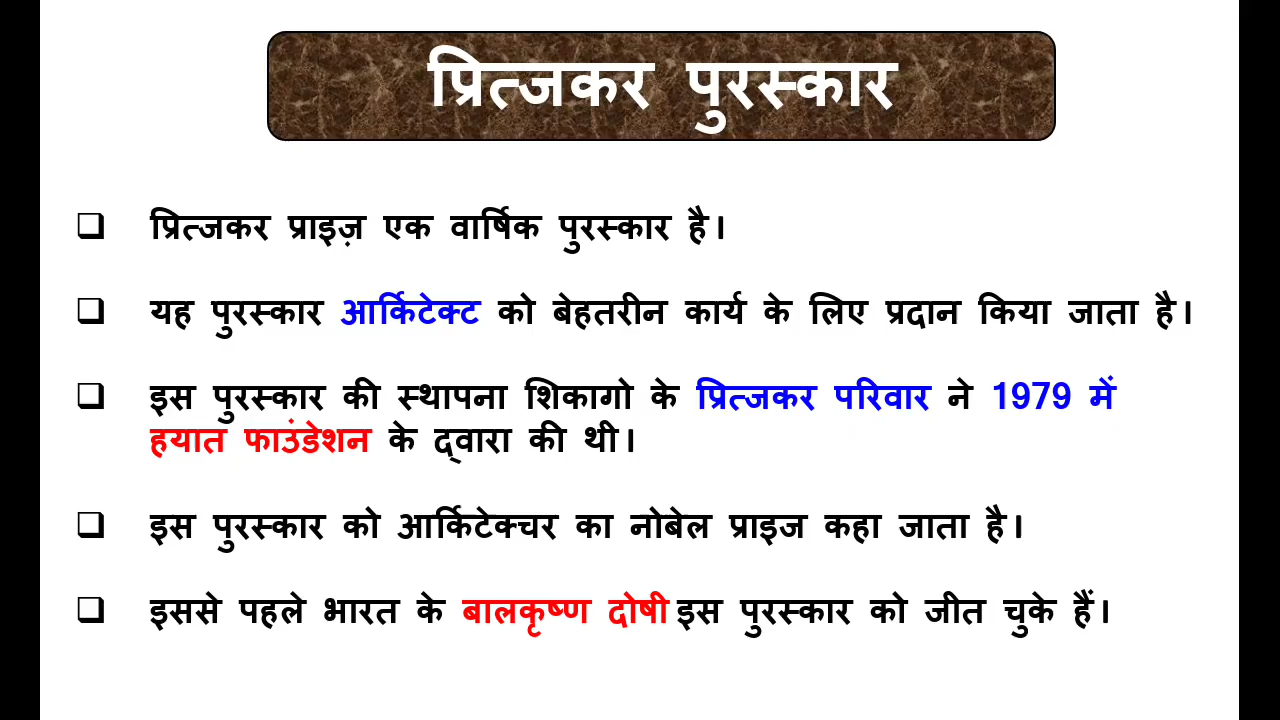 प्रित्जकर पुरस्कार
प्रित्जकर प्राइज़ एक वार्षिक पुरस्कार है।
यह पुरस्कार आर्किटेक्ट को बेहतरीन कार्य के लिए प्रदान किया जाता है।
इस पुरस्कार की स्थापना शिकागो के प्रित्जकर परिवार ने 1979 में
हयात फाउंडेशन के द्वारा की थी।
इस पुरस्कार को आर्किटेक्चर का नोबेल प्राइज कहा जाता है।
इससे पहले भारत के बालकृष्ण दोषी इस पुरस्कार को जीत चुके हैं।